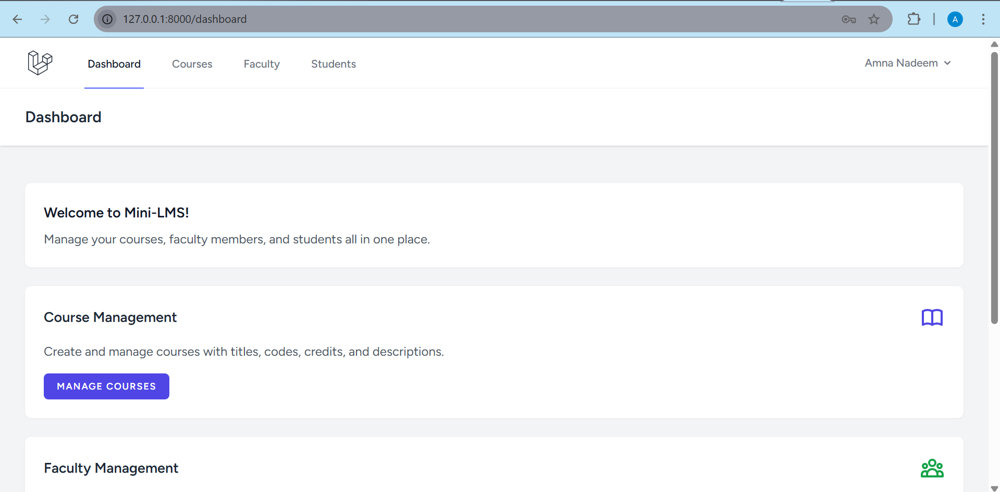 127.0.0.1:8000/dashboard
A
Dashboard
Courses
Faculty
Students
Amna Nadeem
Dashboard
Welcome to Mini-LMS!
Manage your courses, faculty members, and students all in one place.
Course Management
Create and manage courses with titles, codes, credits, and descriptions.
MANAGE COURSES
Faculty Management